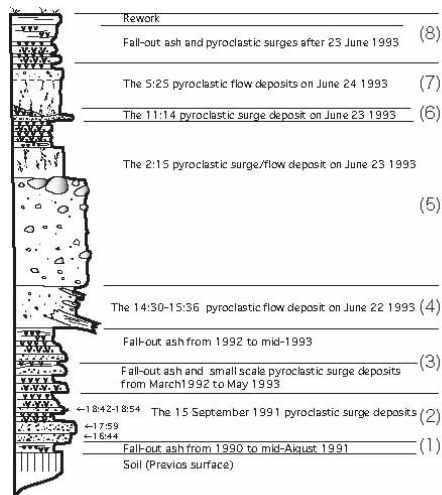 Rework
Fall-out ash and pyroclastic surges after 23 June 1993
(8)
The 5:25 pyroclastic flow deposits on June 24 1993
(7)
The 11:14 pyroclastic surge deposit on June 23 1993
(6)
The 2:15 pyroclastic surge/flow deposit on June 23 1993
(5)
The 14:30-15:36 pyroclastic flow deposit on June 22 1993
(4)
Fall-out ash from 1992 to mid-1993
(3)
Fall-out ash and small scale pyroclastic surge deposits
from March1992 to May 1993
←18:42-18:54 The 15 September 1991 pyroclastic surge deposits
(2)
←17:59
←16:44
(1)
Fall-out ash from 1990 to mid-Aigust 1991
Soil (Previos surface)